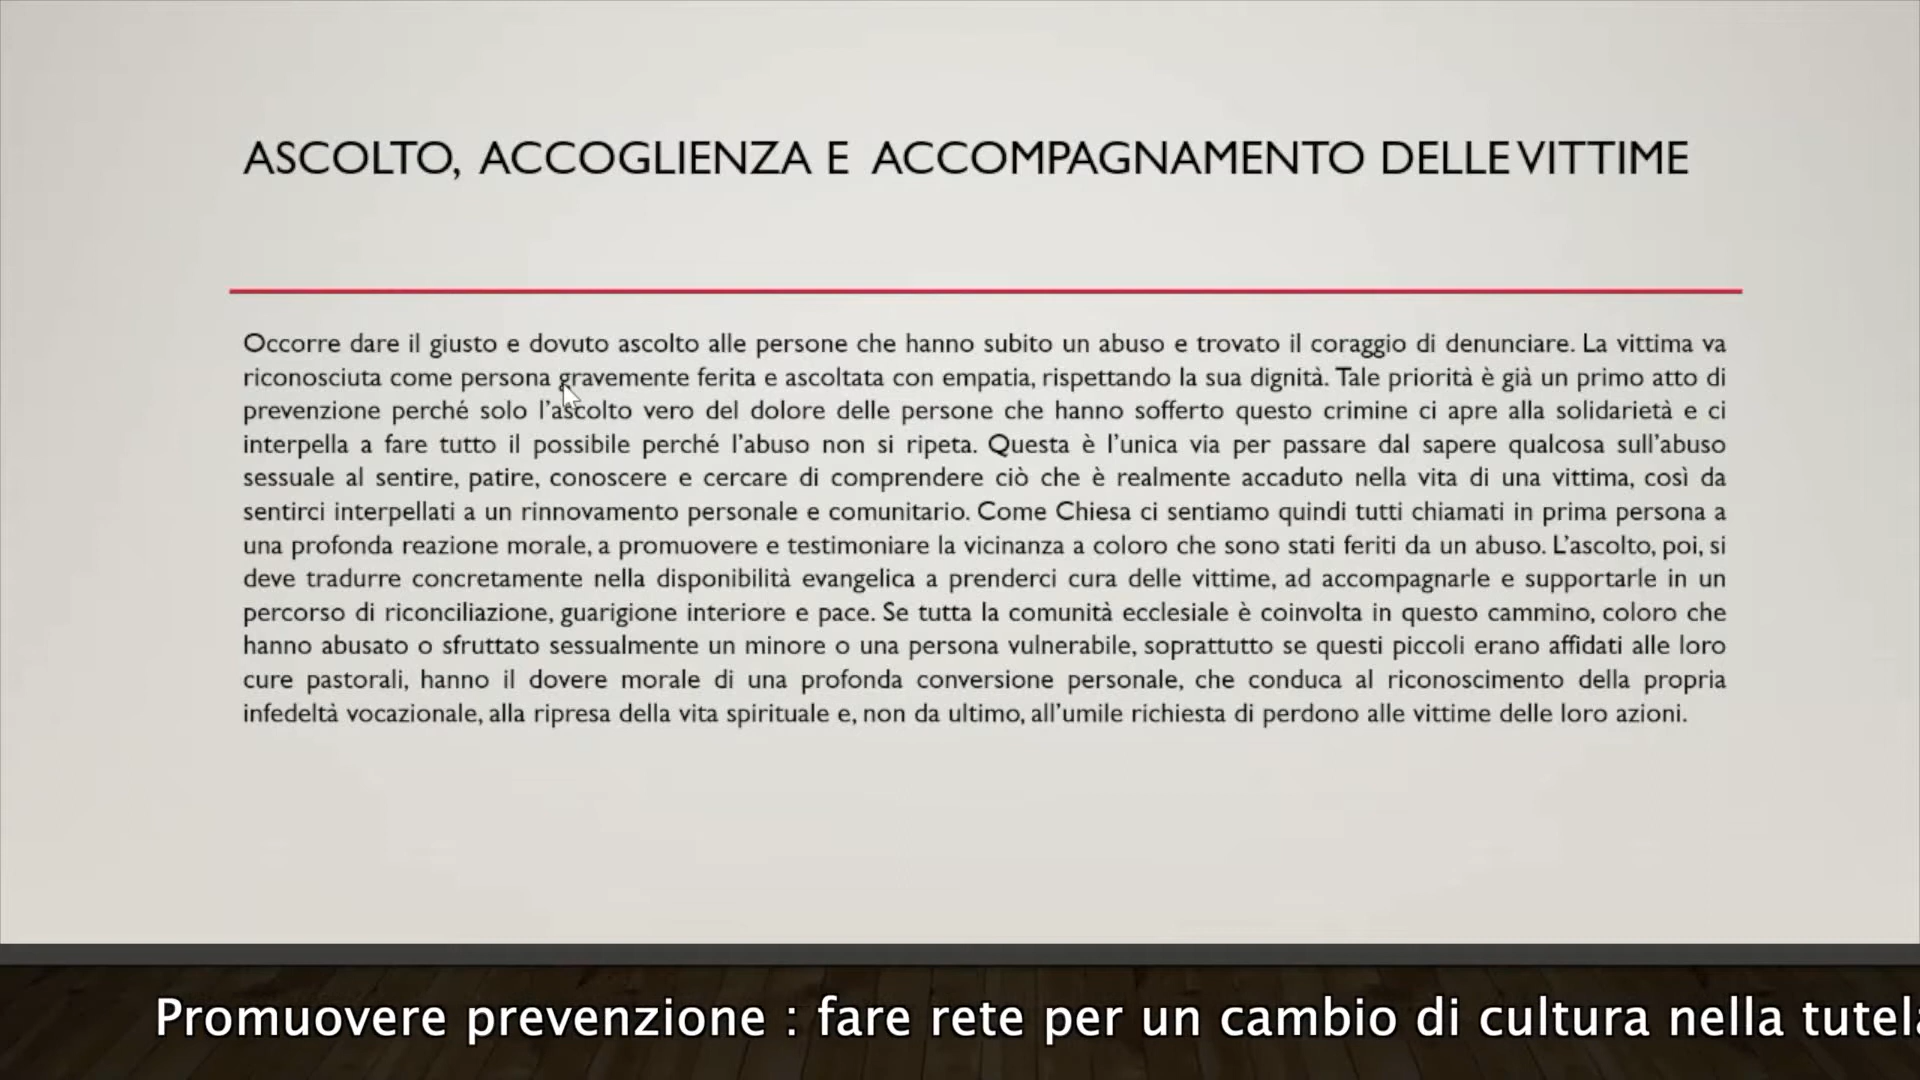 ASCOLTO, ACCOGLIENZA E ACCOMPAGNAMENTO DELLE VITTIME
Occorre dare il giusto e dovuto ascolto alle persone che hanno subito un abuso e trovato il coraggio di denunciare. La vittima va
riconosciuta come persona gravemente ferita e ascoltata con empatia, rispettando la sua dignità. Tale priorità è già un primo atto di
prevenzione perché solo l'ascolto vero del dolore delle persone che hanno sofferto questo crimine ci apre alla solidarietà e ci
interpella a fare tutto il possibile perché l'abuso non si ripeta. Questa è l'unica via per passare dal sapere qualcosa sull'abuso
sessuale al sentire, patire, conoscere e cercare di comprendere ciò che è realmente accaduto nella vita di una vittima, così da
sentirci interpellati a un rinnovamento personale e comunitario. Come Chiesa ci sentiamo quindi tutti chiamati in prima persona a
una profonda reazione morale, a promuovere e testimoniare la vicinanza a coloro che sono stati feriti da un abuso. L'ascolto, poi, si
deve tradurre concretamente nella disponibilità evangelica a prenderci cura delle vittime, ad accompagnarle e supportarle in un
percorso di riconciliazione, guarigione interiore e pace. Se tutta la comunità ecclesiale è coinvolta in questo cammino, coloro che
hanno abusato o sfruttato sessualmente un minore o una persona vulnerabile, soprattutto se questi piccoli erano affidati alle loro
cure pastorali, hanno il dovere morale di una profonda conversione personale, che conduca al riconoscimento della propria
infedeltà vocazionale, alla ripresa della vita spirituale e, non da ultimo, all'umile richiesta di perdono alle vittime delle loro azioni.
Promuovere prevenzione : fare rete per un cambio di cultura nella tutela